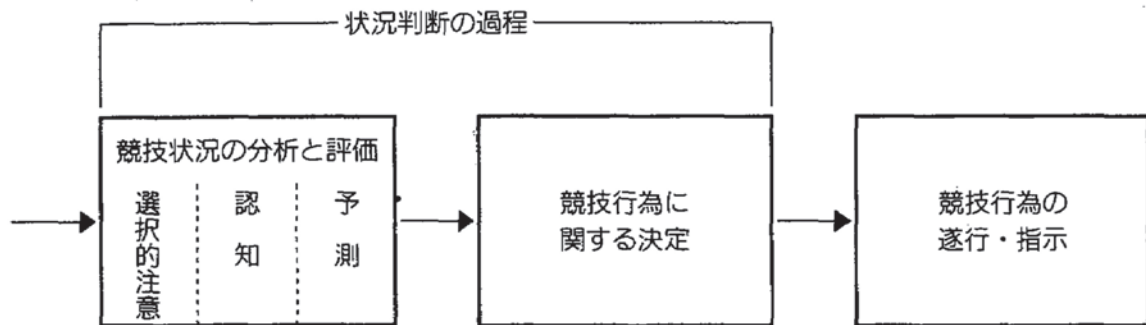 状況判断の過程
競技状況の分析と評価
選択的注意
認知
予測
競技行為に
関する決定
競技行為の
遂行・指示